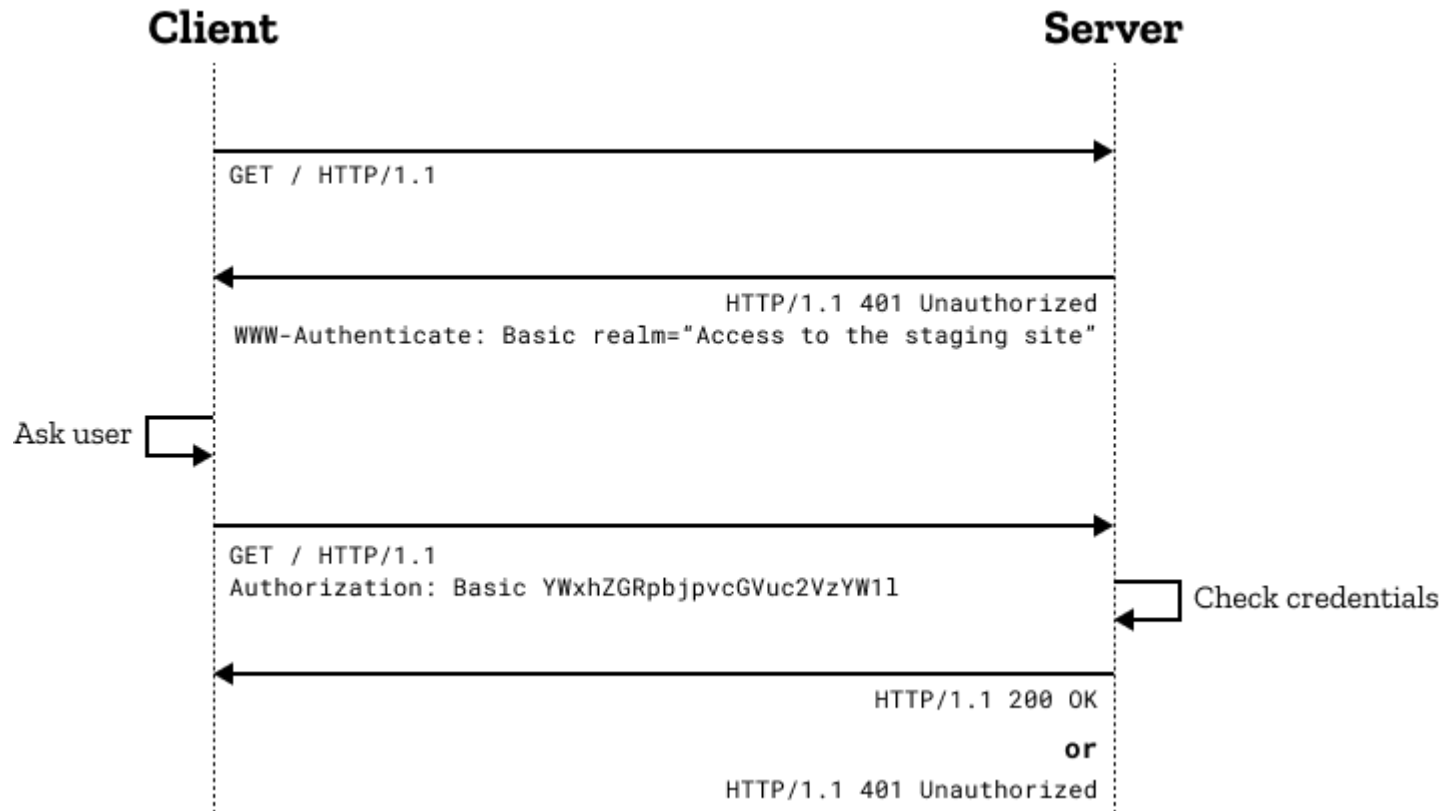 Client
Server
GET / HTTP/1.1
HTTP/1.1 401 Unauthorized
WWW-Authenticate: Basic realm="Access to the staging site"
Ask user
GET / HTTP/1.1
Authorization: Basic YWxhZGRpbjpvcGVuc2VzYW1l
Check credentials
HTTP/1.1 200 OK
or
HTTP/1.1 401 Unauthorized